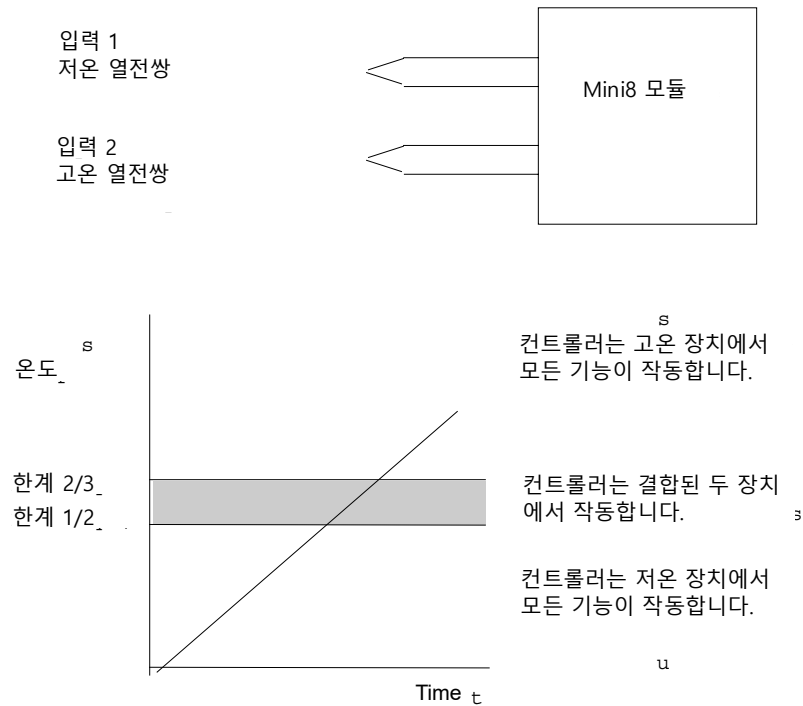 입력 1
저온 열전쌍
Mini8 모듈
입력 2
고온 열전쌍
s
s
온도
컨트롤러는 고온 장치에서
모든 기능이 작동합니다.
한계 2/3
한계 1/2
컨트롤러는 결합된 두 장치
에서 작동합니다.
s
컨트롤러는 저온 장치에서
모든 기능이 작동합니다.
u
Time t